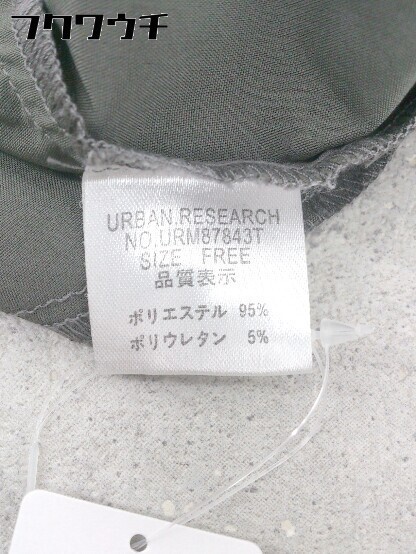 フクウウチ
URBAN.RESEARCH
NO.URM87843T
SIZE FREE
品質表示
ポリエステル 95%
ポリウレタン 5%